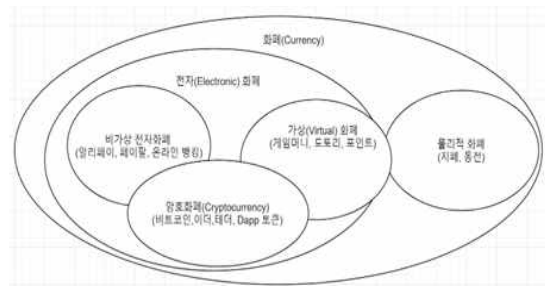 화폐(Currency)
전자(Electronic) 화폐
비가상 전자화폐
(알리페이, 페이팔, 온라인 뱅킹)
가상(Virtual) 화폐
(게임머니, 도토리, 포인트)
물리적 화폐
(지폐, 동전)
암호화폐(Cryptocurrency)
(비트코인,이더,테더, Dapp 토큰)